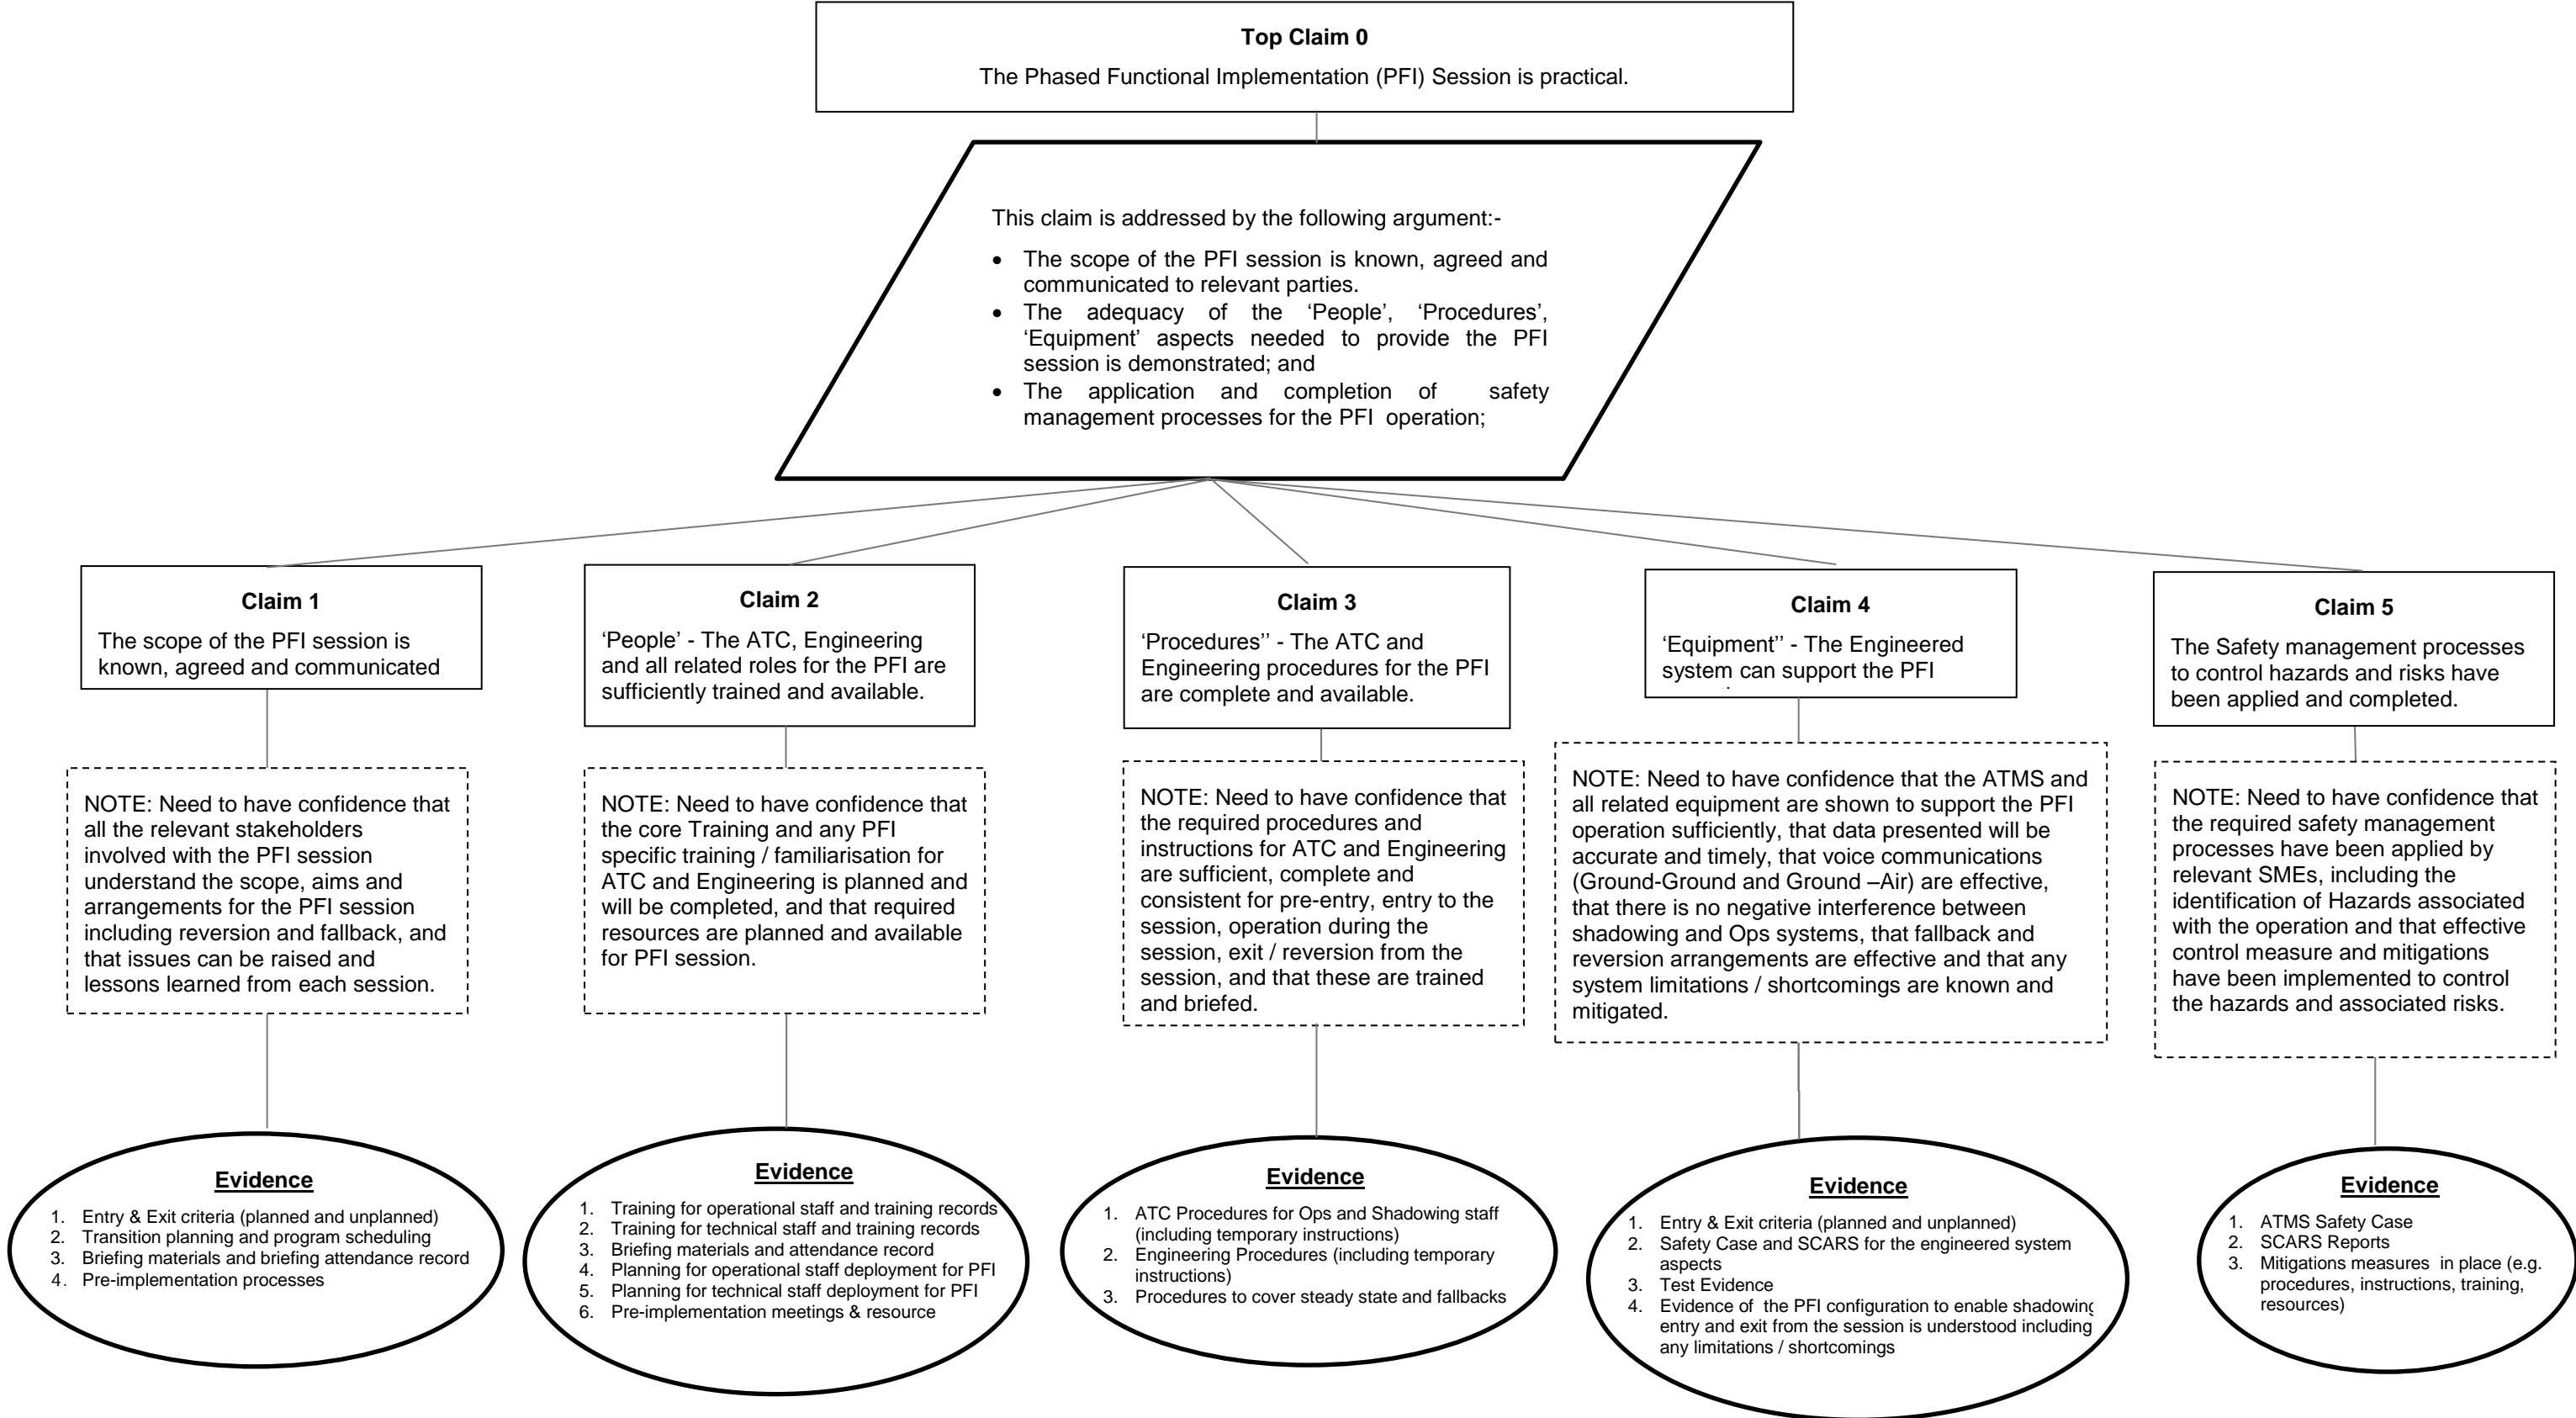 Top Claim 0
The Phased Functional Implementation (PFI) Session is practical.
This claim is addressed by the following argument:-
• The scope of the PFI session is known, agreed and
communicated to relevant parties.
• The adequacy of the ‘People’, ‘Procedures’,
‘Equipment’ aspects needed to provide the PFI
session is demonstrated; and
• The application and completion of safety
management processes for the PFI operation;
Claim 1
The scope of the PFI session is
known, agreed and communicated
Claim 2
‘People’ - The ATC, Engineering
and all related roles for the PFI are
sufficiently trained and available.
Claim 3
‘Procedures’’ - The ATC and
Engineering procedures for the PFI
are complete and available.
Claim 4
‘Equipment’’ - The Engineered
system can support the PFI
Claim 5
The Safety management processes
to control hazards and risks have
been applied and completed.
NOTE: Need to have confidence that
all the relevant stakeholders
involved with the PFI session
understand the scope, aims and
arrangements for the PFI session
including reversion and fallback, and
that issues can be raised and
lessons learned from each session.
NOTE: Need to have confidence that
the core Training and any PFI
specific training / familiarisation for
ATC and Engineering is planned and
will be completed, and that required
resources are planned and available
for PFI session.
NOTE: Need to have confidence that
the required procedures and
instructions for ATC and Engineering
are sufficient, complete and
consistent for pre-entry, entry to the
session, operation during the
session, exit / reversion from the
session, and that these are trained
and briefed.
NOTE: Need to have confidence that the ATMS and
all related equipment are shown to support the PFI
operation sufficiently, that data presented will be
accurate and timely, that voice communications
(Ground-Ground and Ground –Air) are effective,
that there is no negative interference between
shadowing and Ops systems, that fallback and
reversion arrangements are effective and that any
system limitations / shortcomings are known and
mitigated.
NOTE: Need to have confidence that
the required safety management
processes have been applied by
relevant SMEs, including the
identification of Hazards associated
with the operation and that effective
control measure and mitigations
have been implemented to control
the hazards and associated risks.
Evidence
1. Entry & Exit criteria (planned and unplanned)
2. Transition planning and program scheduling
3. Briefing materials and briefing attendance record
4. Pre-implementation processes
Evidence
1. Training for operational staff and training records
2. Training for technical staff and training records
3. Briefing materials and attendance record
4. Planning for operational staff deployment for PFI
5. Planning for technical staff deployment for PFI
6. Pre-implementation meetings & resource
Evidence
1. ATC Procedures for Ops and Shadowing staff
(including temporary instructions)
2. Engineering Procedures (including temporary
instructions)
3. Procedures to cover steady state and fallbacks
Evidence
1. Entry & Exit criteria (planned and unplanned)
2. Safety Case and SCARS for the engineered system
aspects
3. Test Evidence
4. Evidence of the PFI configuration to enable shadowing
entry and exit from the session is understood including
any limitations / shortcomings
Evidence
1. ATMS Safety Case
2. SCARS Reports
3. Mitigations measures in place (e.g.
procedures, instructions, training,
resources)